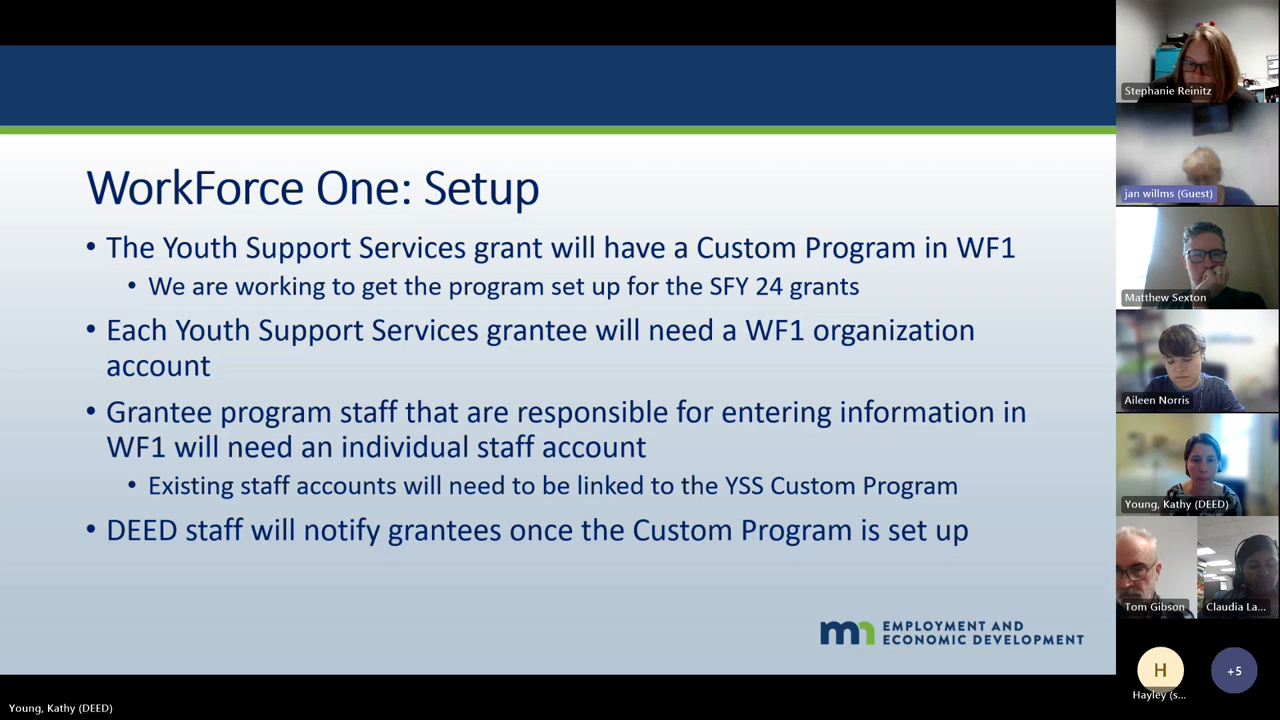 WorkForce One: Setup
• The Youth Support Services grant will have a Custom Program in WF1
• We are working to get the program set up for the SFY 24 grants
• Each Youth Support Services grantee will need a WF1 organization
account
• Grantee program staff that are responsible for entering information in
WF1 will need an individual staff account
• Existing staff accounts will need to be linked to the YSS Custom Program
• DEED staff will notify grantees once the Custom Program is set up
mn EMPLOYMENT AND
ECONOMIC DEVELOPMENT
Young, Kathy (DEED)
Stephanie Reinitz
jan willms (Guest)
Matthew Sexton
Aileen Norris
Young, Kathy (DEED)
Tom Gibson
Claudia La...
H
+5
Hayley (s...